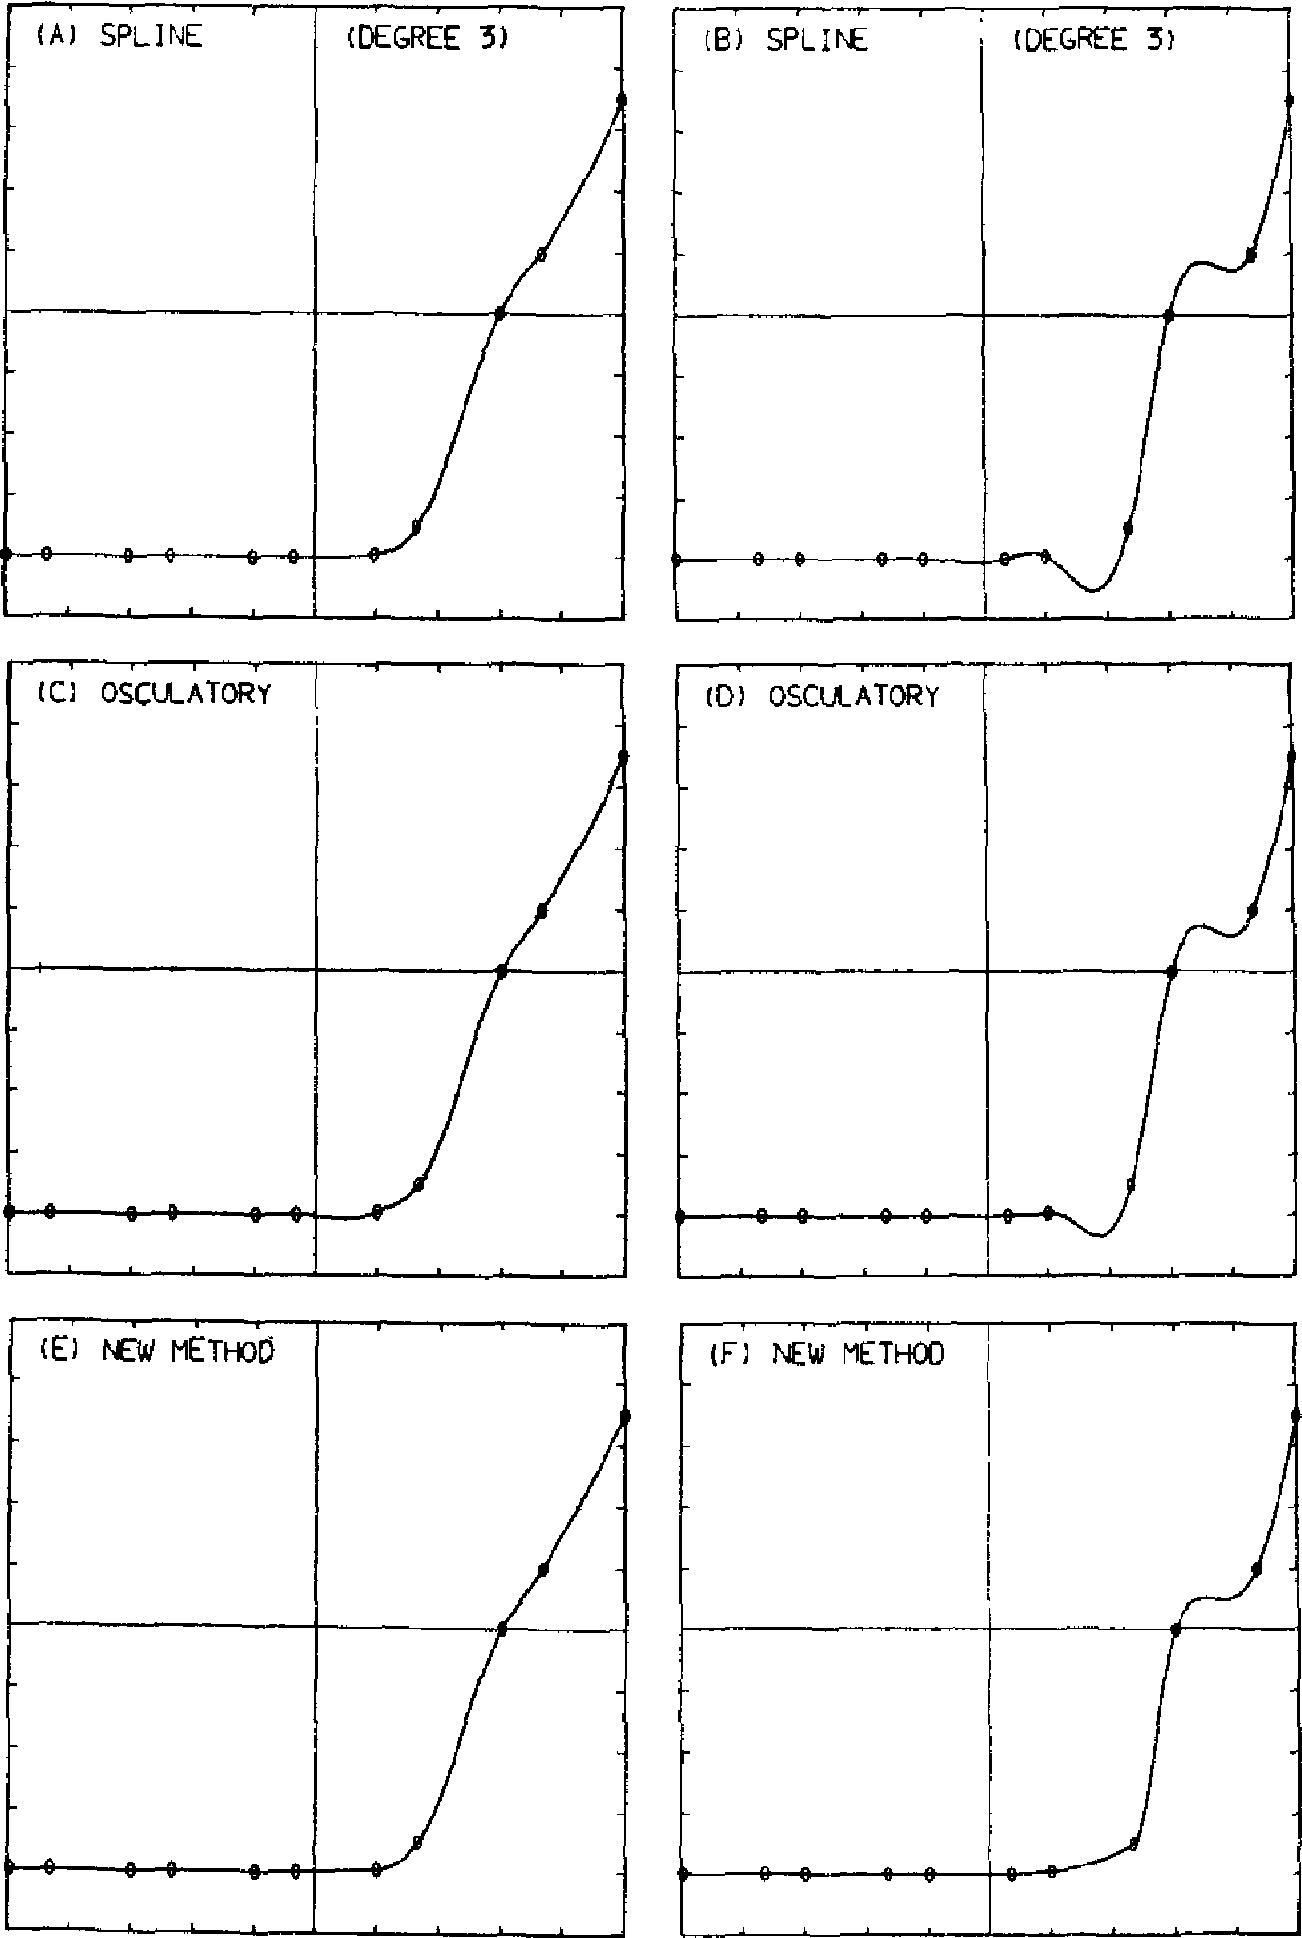 (A) SPLINE (DEGREE 3)
(B) SPLINE (DEGREE 3)
(C) OSCULATORY
(D) OSCULATORY
(E) NEW METHOD
(F) NEW METHOD